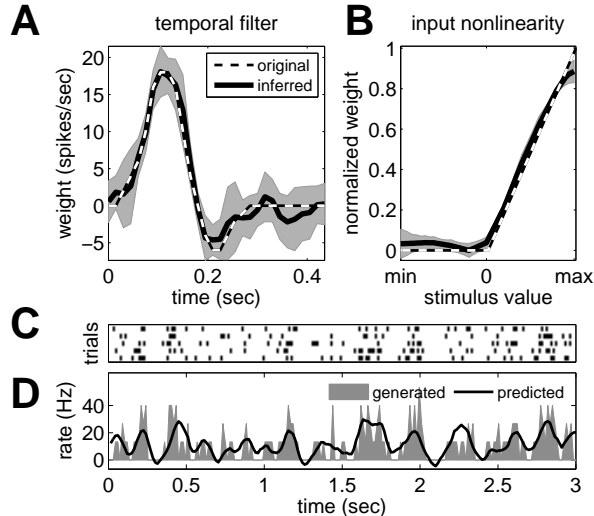 A temporal filter
B input nonlinearity
20
15
10
5
0
−5
weight (spikes/sec)
original
inferred
0 0.2 0.4
time (sec)
1
0.8
0.6
0.4
0.2
0
normalized weight
min 0 max
stimulus value
C
trials
D
generated predicted
40
20
0
rate (Hz)
0 0.5 1 1.5 2 2.5 3
time (sec)